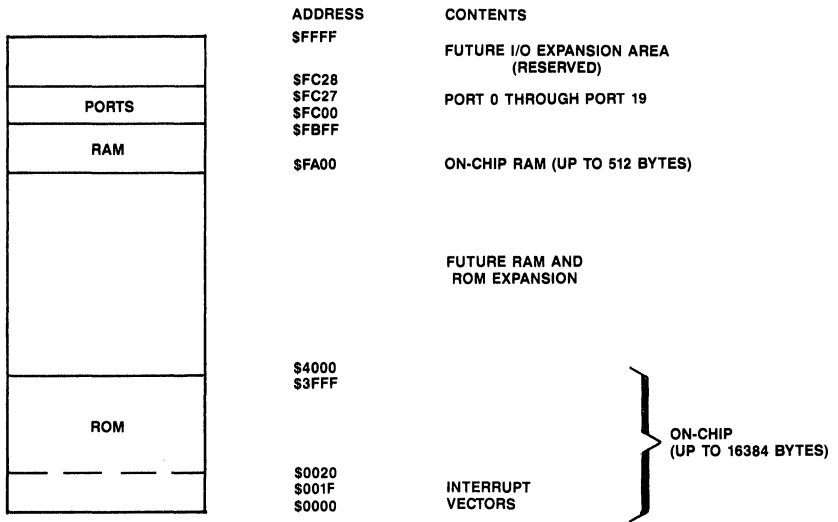 ADDRESS CONTENTS
$FFFF
FUTURE I/O EXPANSION AREA
(RESERVED)
$FC28
$FC27 PORT 0 THROUGH PORT 19
PORTS
$FC00
$FBFF
RAM
$FA00 ON-CHIP RAM (UP TO 512 BYTES)
FUTURE RAM AND
ROM EXPANSION
$4000
$3FFF
ROM
ON-CHIP
(UP TO 16384 BYTES)
$0020
$001F INTERRUPT
$0000 VECTORS